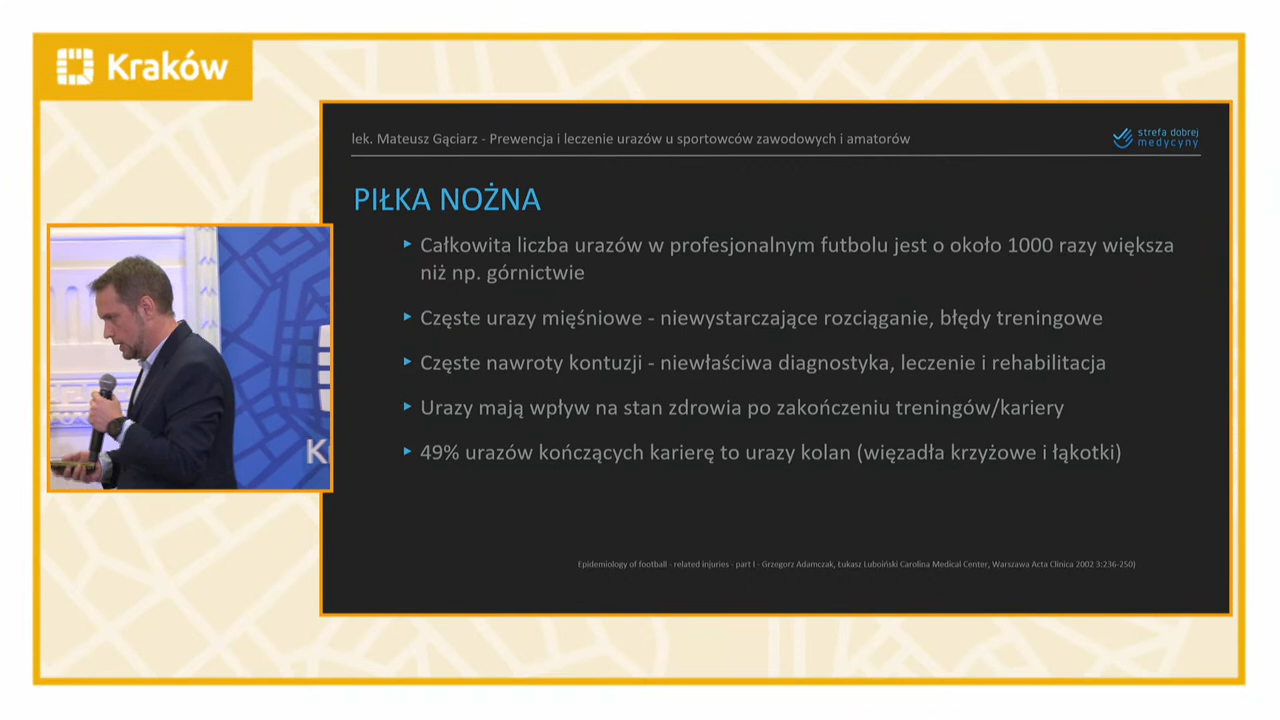 Kraków
lek. Mateusz Gąciarz - Prewencja i leczenie urazów u sportowców zawodowych i amatorów
strefa dobrej
medycyny
PIŁKA NOŻNA
Całkowita liczba urazów w profesjonalnym futbolu jest o około 1000 razy większa
niż np. górnictwie
Częste urazy mięśniowe - niewystarczające rozciąganie, błędy treningowe
Częste nawroty kontuzji - niewłaściwa diagnostyka, leczenie i rehabilitacja
Urazy mają wpływ na stan zdrowia po zakończeniu treningów/kariery
49% urazów kończących karierę to urazy kolan (więzadła krzyżowe i łąkotki)
K
Epidemiology of football - related injuries - part I - Grzegorz Adamczak, Łukasz Luboiński Carolina Medical Center, Warszawa Acta Clinica 2002 3:236-250)